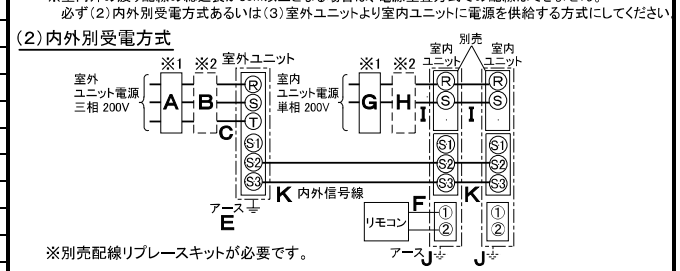 必ず(2)内外別受電方式あるいは(3)室外ユニットより室内ユニットに電源を供給する方式にしてください
(2)内外別受電方式
※1 ※2 室外ユニット
※1 ※2
別売
室内ユニット
室内ユニット
室外
ユニット電源
三相 200V
A
B
C
R
S
T
S1
S2
S3
室内
ユニット電源
単相 200V
G
H
I
R
S
I
R
S
S1
S2
S3
S1
S2
S3
K 内外信号線
K
アース
E
リモコン
F
①
②
①
②
アース
J
J
※別売配線リプレースキットが必要です。